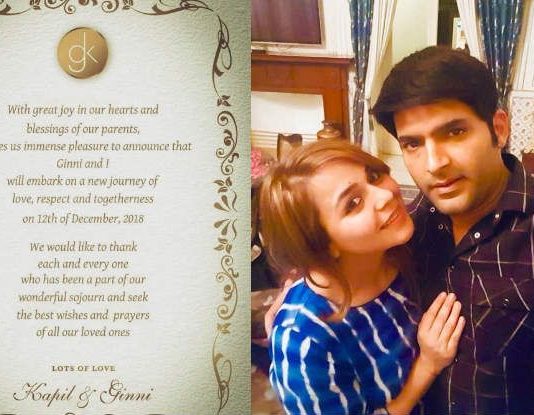 gk
With great joy in our hearts and
blessings of our parents,
es us immense pleasure to announce that
Ginni and I
will embark on a new journey of
love, respect and togetherness
on 12th of December, 2018
We would like to thank
each and every one
who has been a part of our
wonderful sojourn and seek
the best wishes and prayers
of all our loved ones
LOTS OF LOVE
Kapil & Ginni